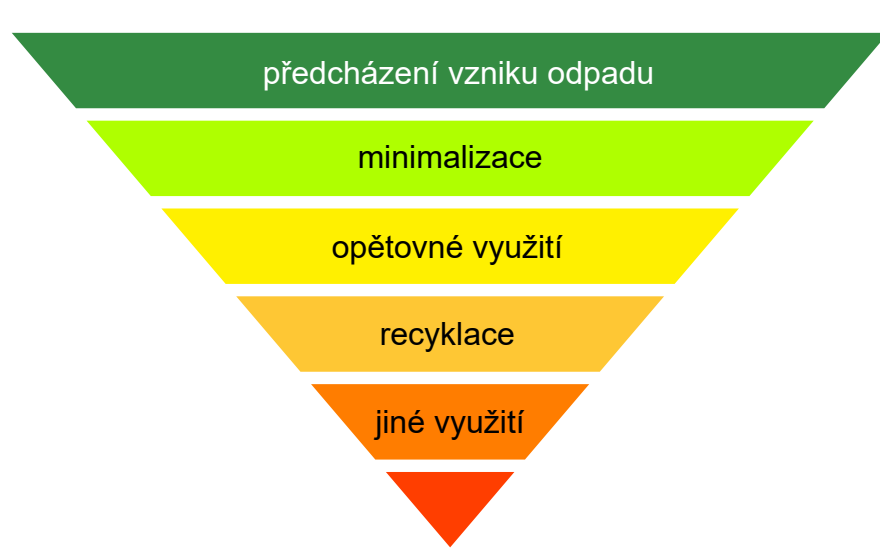 předcházení vzniku odpadu
minimalizace
opětovné využití
recyklace
jiné využití